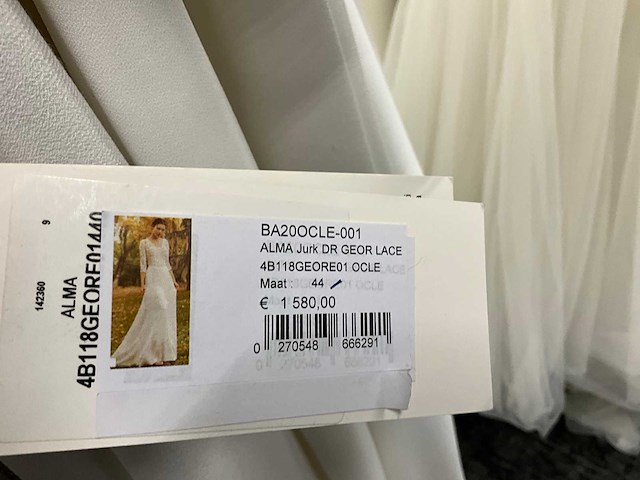 BA20OCLE-001
ALMA Jurk DR GEOR LACE
4B118GEORE01 OCLE
Maat : 44
€ 1 580,00
0 270548 666291
ALMA
4B118GEORE01440
142360
9